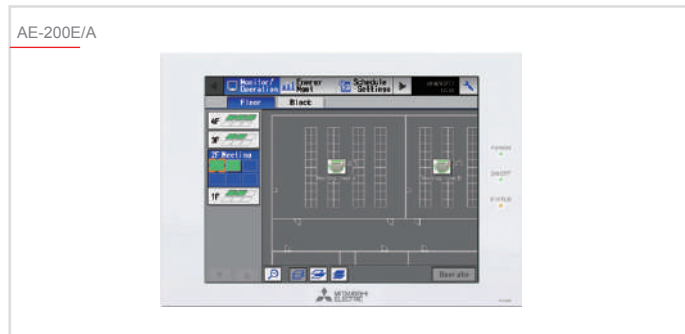 AE-200E/A
Monitor/ Operation
Energy Mgmt
Schedule Settings
Floor
Block
4F
3F
2F Meeting
1F
Operate
POWER
ON/OFF
STATUS
MITSUBISHI
ELECTRIC